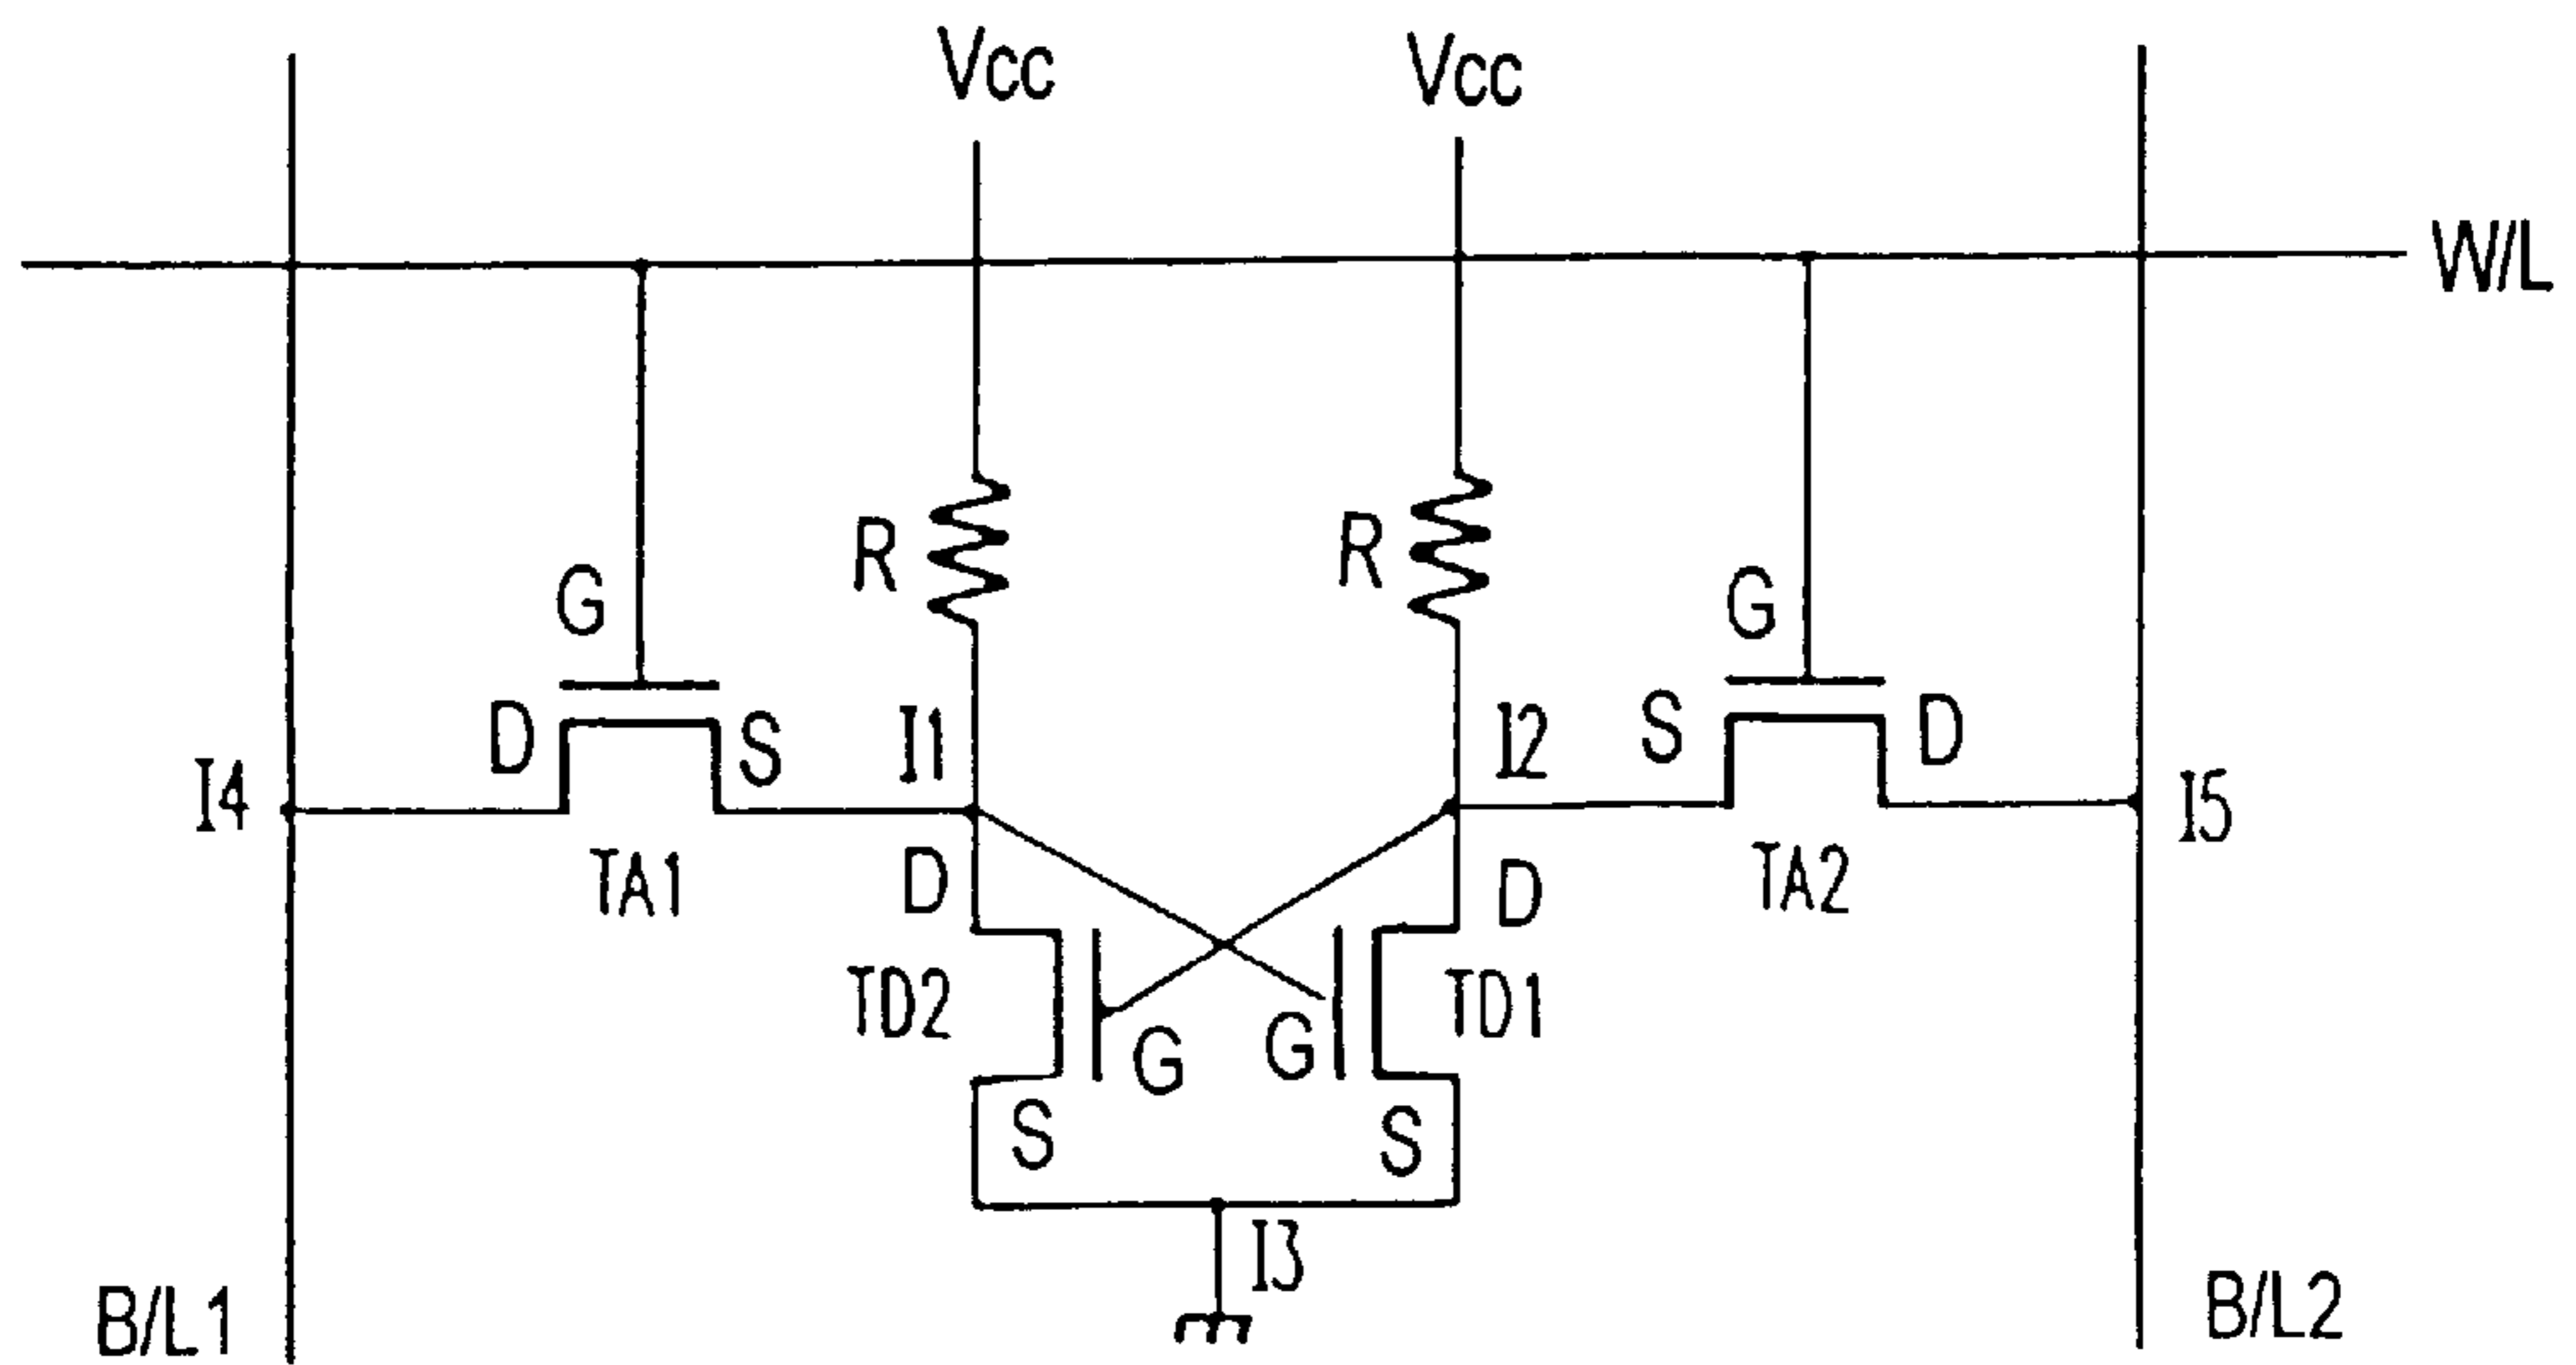 Vcc
Vcc
W/L
R
R
G
G
D
S
I1
I2
S
D
I4
I5
TA1
D
D
TA2
TD2
G
G
TD1
S
S
I3
B/L1
B/L2